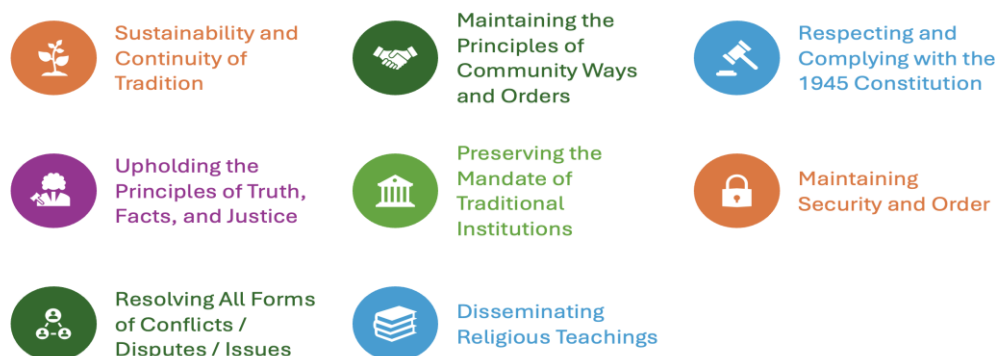 Sustainability and
Continuity of
Tradition
Maintaining the
Principles of
Community Ways
and Orders
Respecting and
Complying with the
1945 Constitution
Upholding the
Principles of Truth,
Facts, and Justice
Preserving the
Mandate of
Traditional
Institutions
Maintaining
Security and Order
Resolving All Forms
of Conflicts /
Disputes / Issues
Disseminating
Religious Teachings